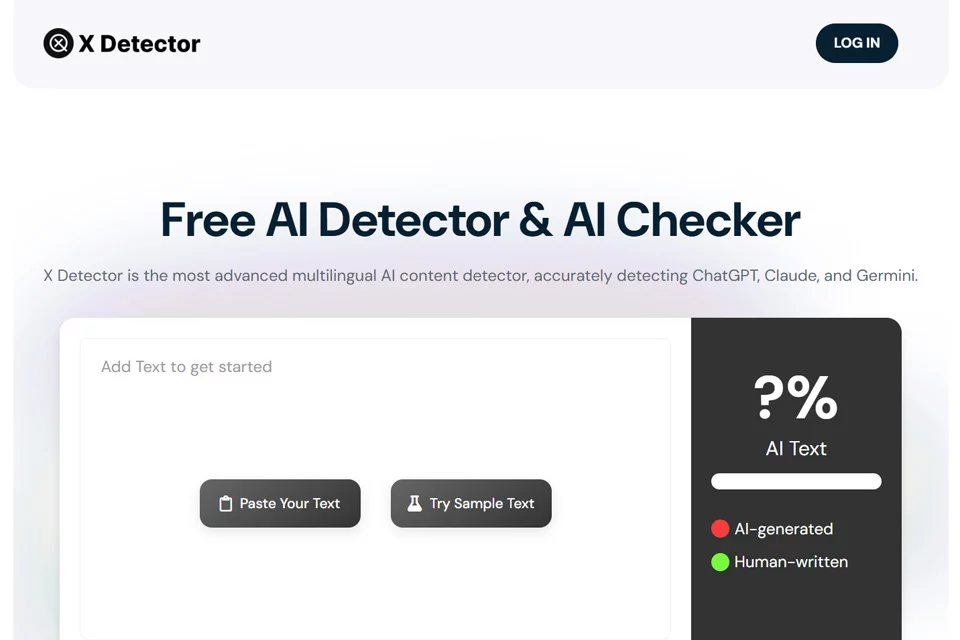 X Detector
LOG IN
Free AI Detector & AI Checker
X Detector is the most advanced multilingual AI content detector, accurately detecting ChatGPT, Claude, and Germini.
Add Text to get started
Paste Your Text
Try Sample Text
?%
AI Text
AI-generated
Human-written